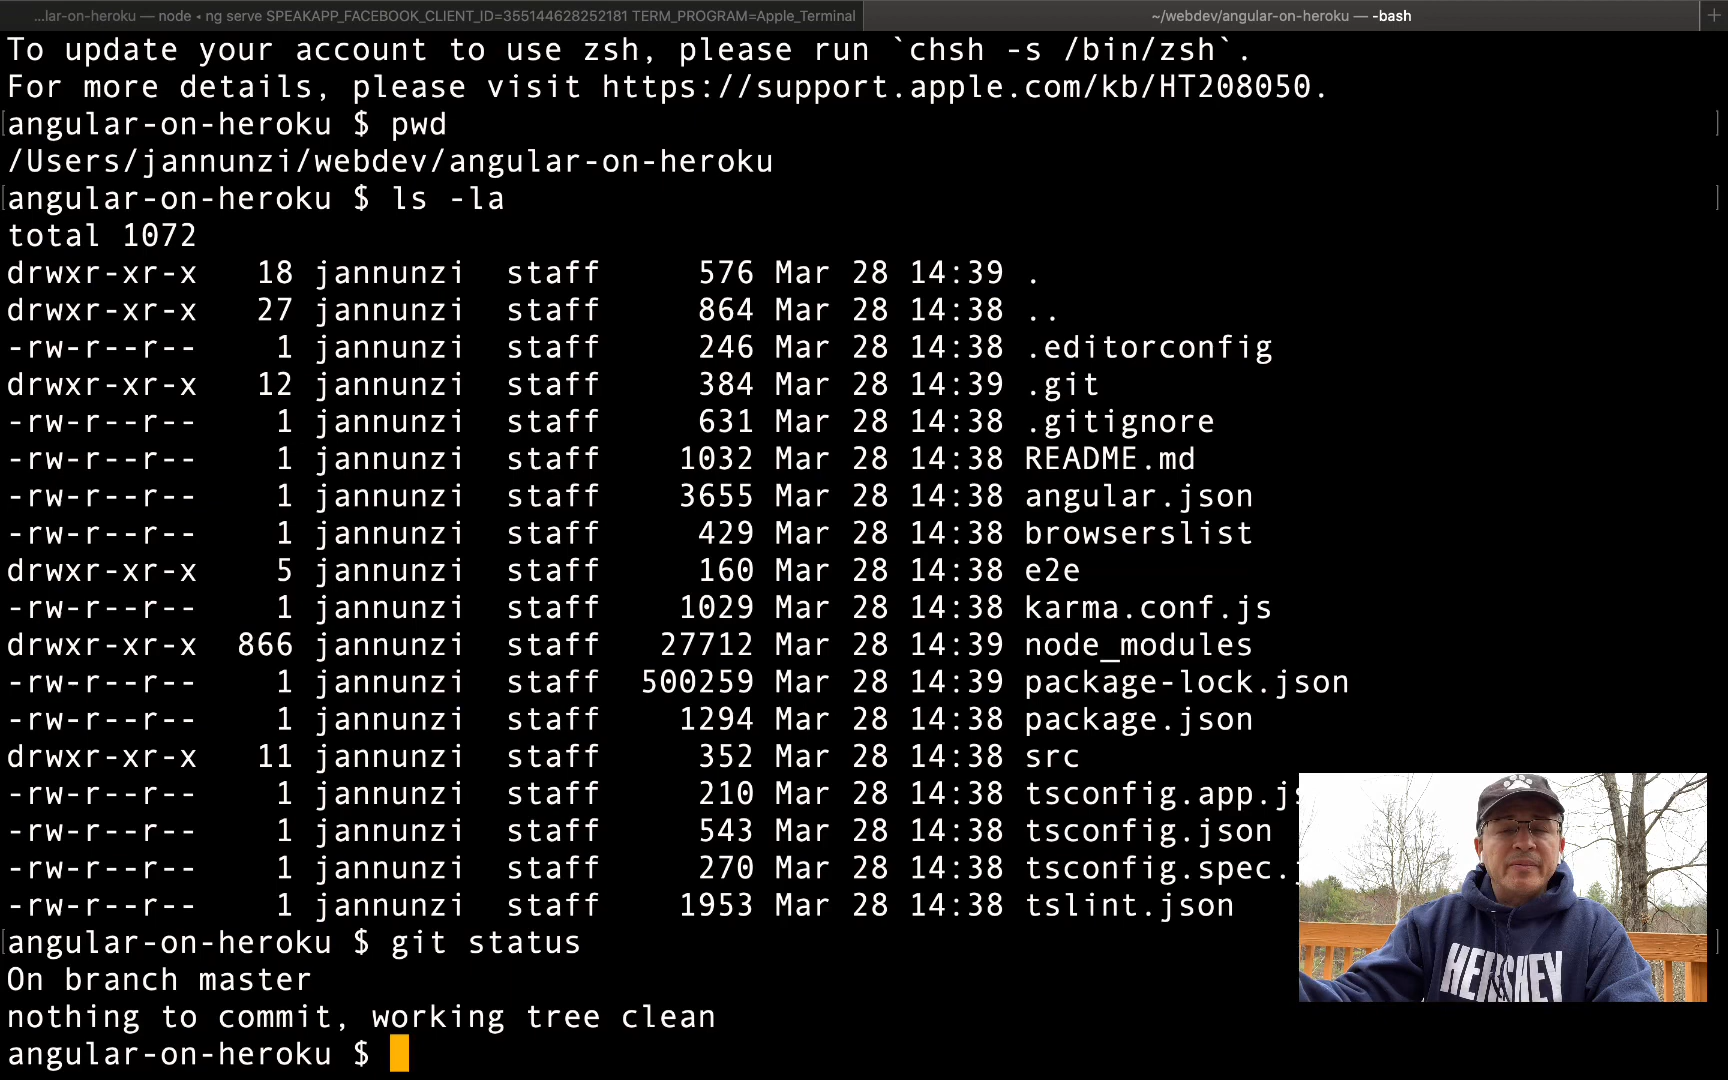 ...lar-on-heroku — node ◂ ng serve SPEAKAPP_FACEBOOK_CLIENT_ID=355144628252181 TERM_PROGRAM=Apple_Terminal
~/webdev/angular-on-heroku — -bash
To update your account to use zsh, please run `chsh -s /bin/zsh`.
For more details, please visit https://support.apple.com/kb/HT208050.
[angular-on-heroku $ pwd ]
/Users/jannunzi/webdev/angular-on-heroku
[angular-on-heroku $ ls -la ]
total 1072
drwxr-xr-x   18 jannunzi  staff     576 Mar 28 14:39 .
drwxr-xr-x   27 jannunzi  staff     864 Mar 28 14:38 ..
-rw-r--r--    1 jannunzi  staff     246 Mar 28 14:38 .editorconfig
drwxr-xr-x   12 jannunzi  staff     384 Mar 28 14:39 .git
-rw-r--r--    1 jannunzi  staff     631 Mar 28 14:38 .gitignore
-rw-r--r--    1 jannunzi  staff    1032 Mar 28 14:38 README.md
-rw-r--r--    1 jannunzi  staff    3655 Mar 28 14:38 angular.json
-rw-r--r--    1 jannunzi  staff     429 Mar 28 14:38 browserslist
drwxr-xr-x    5 jannunzi  staff     160 Mar 28 14:38 e2e
-rw-r--r--    1 jannunzi  staff    1029 Mar 28 14:38 karma.conf.js
drwxr-xr-x  866 jannunzi  staff   27712 Mar 28 14:39 node_modules
-rw-r--r--    1 jannunzi  staff  500259 Mar 28 14:39 package-lock.json
-rw-r--r--    1 jannunzi  staff    1294 Mar 28 14:38 package.json
drwxr-xr-x   11 jannunzi  staff     352 Mar 28 14:38 src
-rw-r--r--    1 jannunzi  staff     210 Mar 28 14:38 tsconfig.app.js
-rw-r--r--    1 jannunzi  staff     543 Mar 28 14:38 tsconfig.json
-rw-r--r--    1 jannunzi  staff     270 Mar 28 14:38 tsconfig.spec.
-rw-r--r--    1 jannunzi  staff    1953 Mar 28 14:38 tslint.json
[angular-on-heroku $ git status ]
On branch master
nothing to commit, working tree clean
angular-on-heroku $
HERSHEY